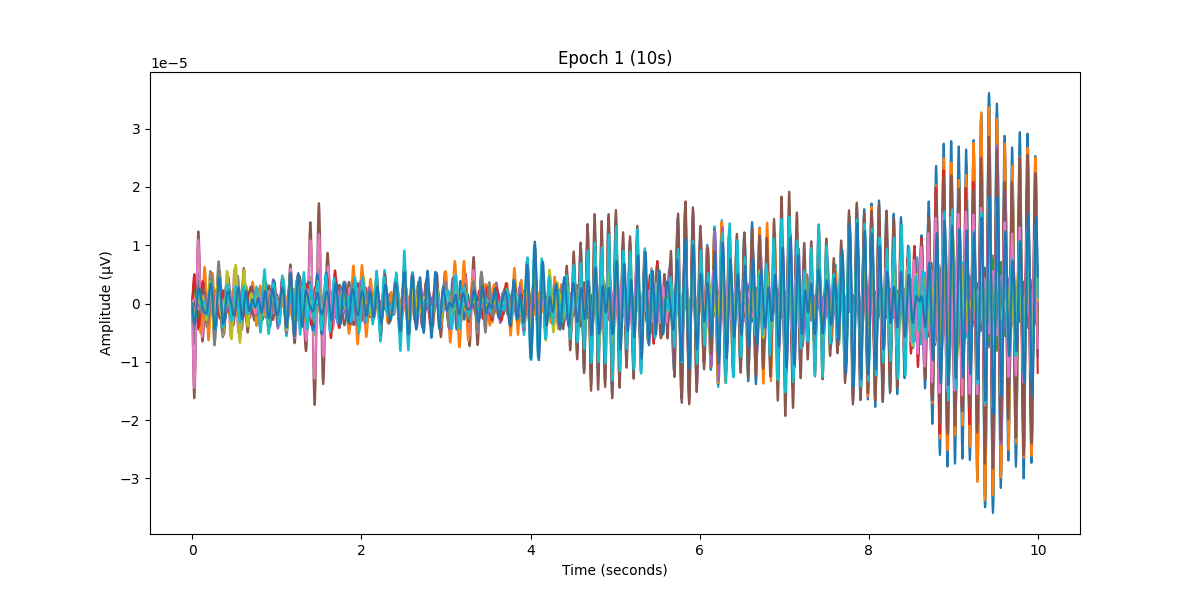 Epoch 1 (10s)
1e−5
3
2
1
0
−1
−2
−3
Amplitude (µV)
0 2 4 6 8 10
Time (seconds)